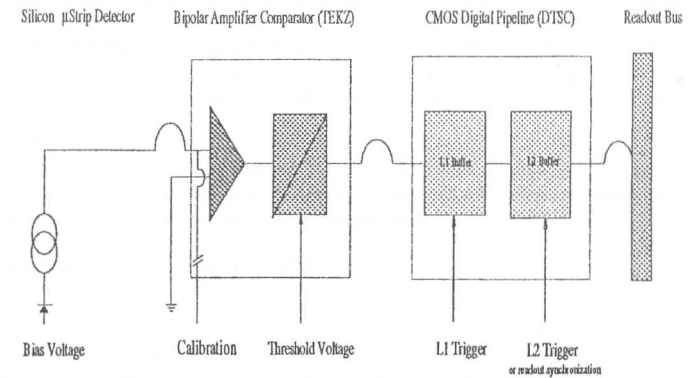 Silicon μStrip Detector
Bipolar Amplifier Comparator (TEKZ)
CMOS Digital Pipeline (DTSC)
Readout Bus
L1 Buffer
L2 Buffer
Bias Voltage
Calibration
Threshold Voltage
L1 Trigger
L2 Trigger
or readout synchronization